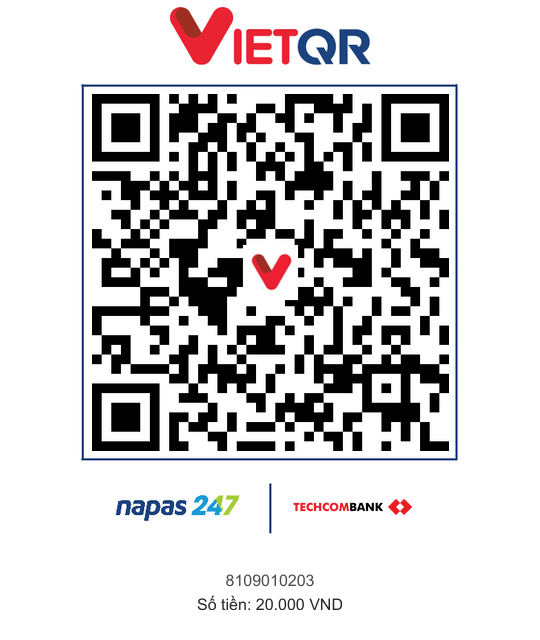 VIETQR
napas 247
TECHCOMBANK
8109010203
Số tiền: 20.000 VND